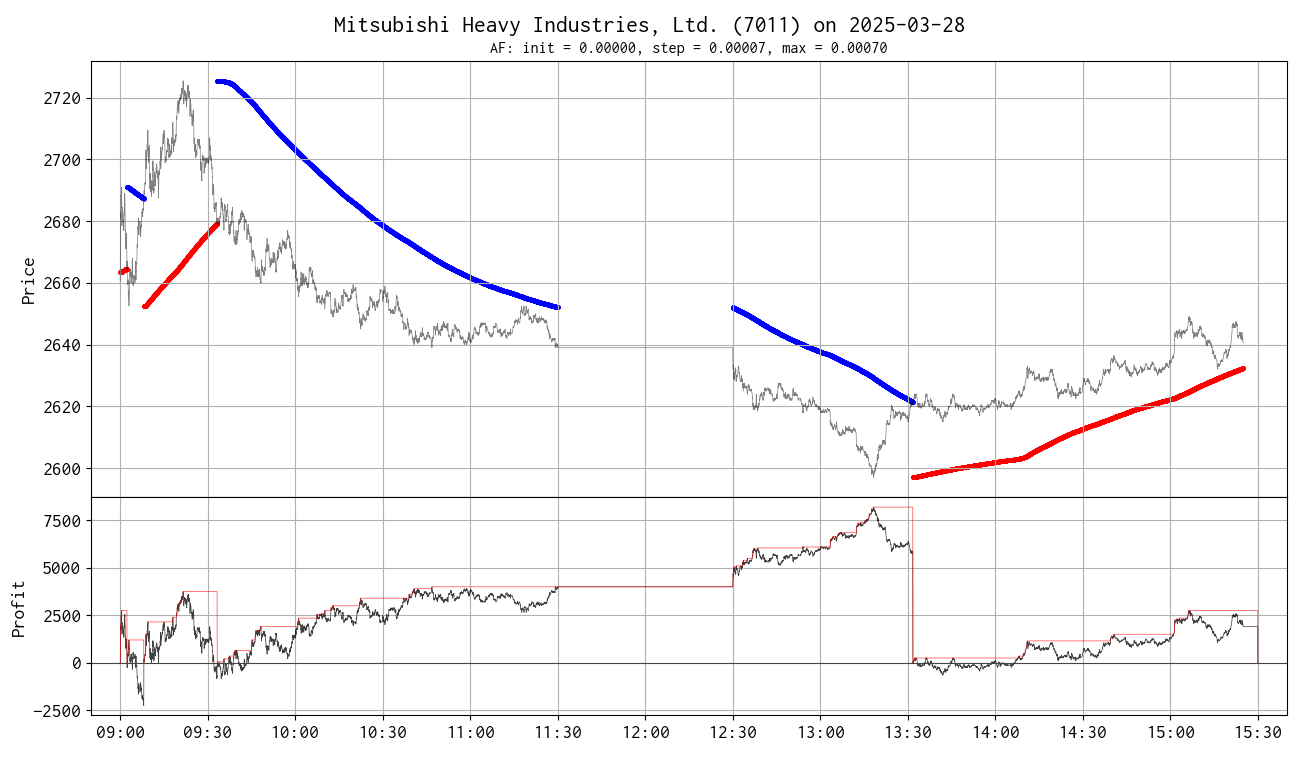 Mitsubishi Heavy Industries, Ltd. (7011) on 2025-03-28
AF: init = 0.00000, step = 0.00007, max = 0.00070
Price
2720
2700
2680
2660
2640
2620
2600
Profit
7500
5000
2500
0
−2500
09:00 09:30 10:00 10:30 11:00 11:30 12:00 12:30 13:00 13:30 14:00 14:30 15:00 15:30